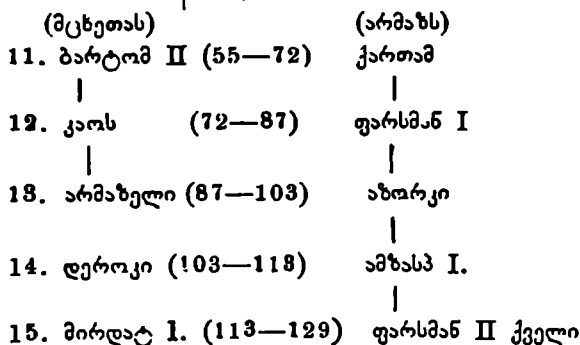 (მცხეთას) (არმაზს)
11. ბარტომ II (55—72) ქართამ
12. კაოს (72—87) ფარსმან I
13. არმაზელი (87—103) აზორკი
14. დეროკი (103—113) ამზასპ I.
15. მირდატ I. (113—129) ფარსმან II ქველი